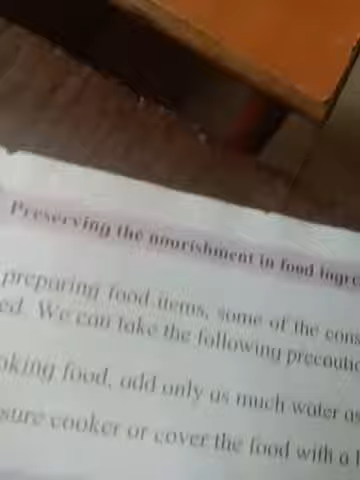 Preserving the nourishment in food ingre
preparing food items, some of the cons
ed. We can take the following precautio
oking food, add only as much water as
sure cooker or cover the food with a l